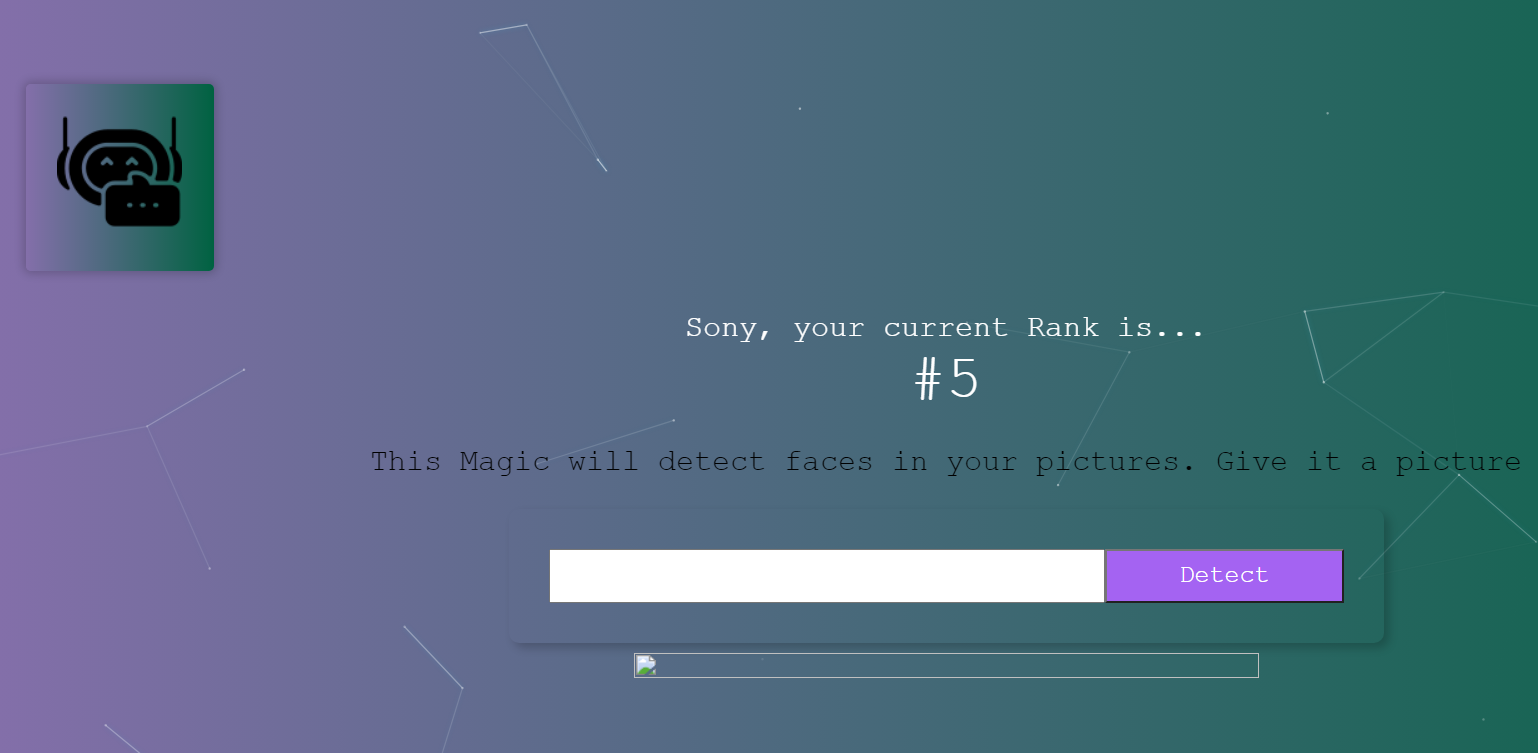 Sony, your current Rank is...
#5
This Magic will detect faces in your pictures. Give it a picture
Detect